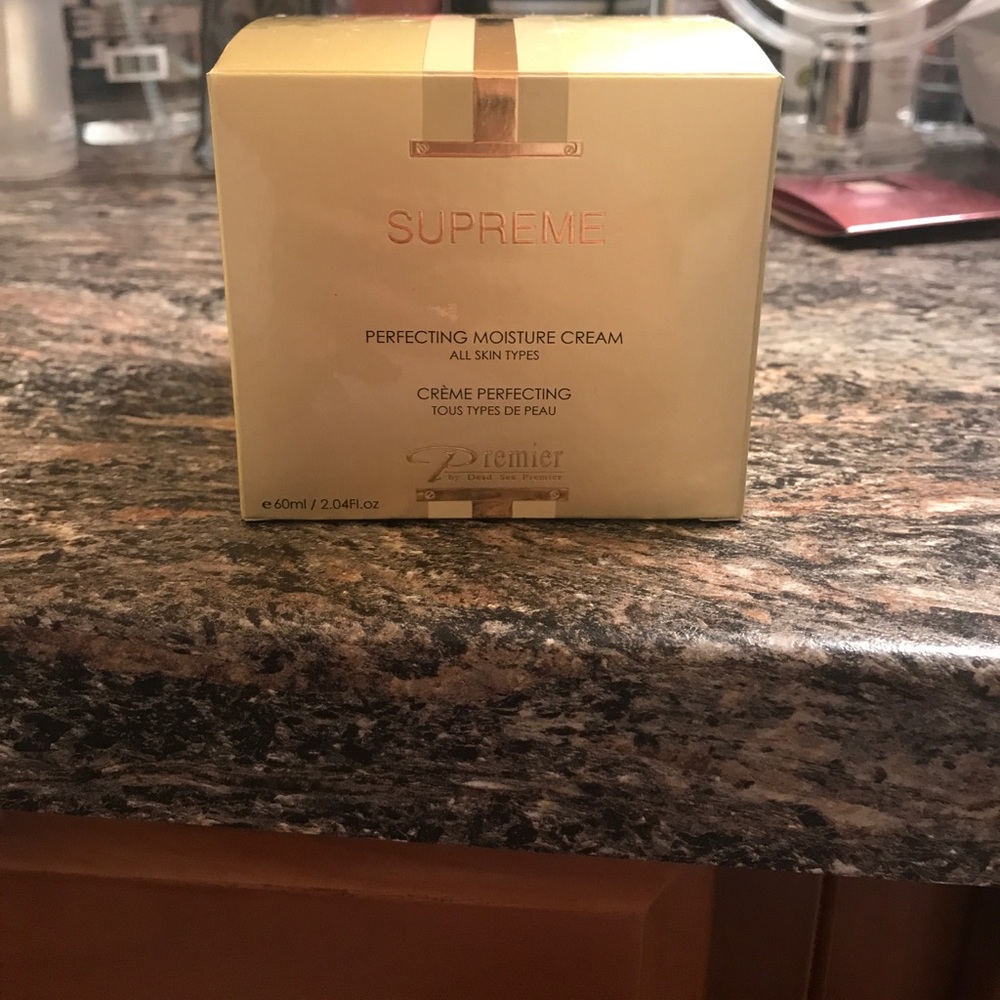 SUPREME
PERFECTING MOISTURE CREAM
ALL SKIN TYPES
CRÈME PERFECTING
TOUS TYPES DE PEAU
Premier
by Dead Sea Premier
e 60ml / 2.04Fl.oz